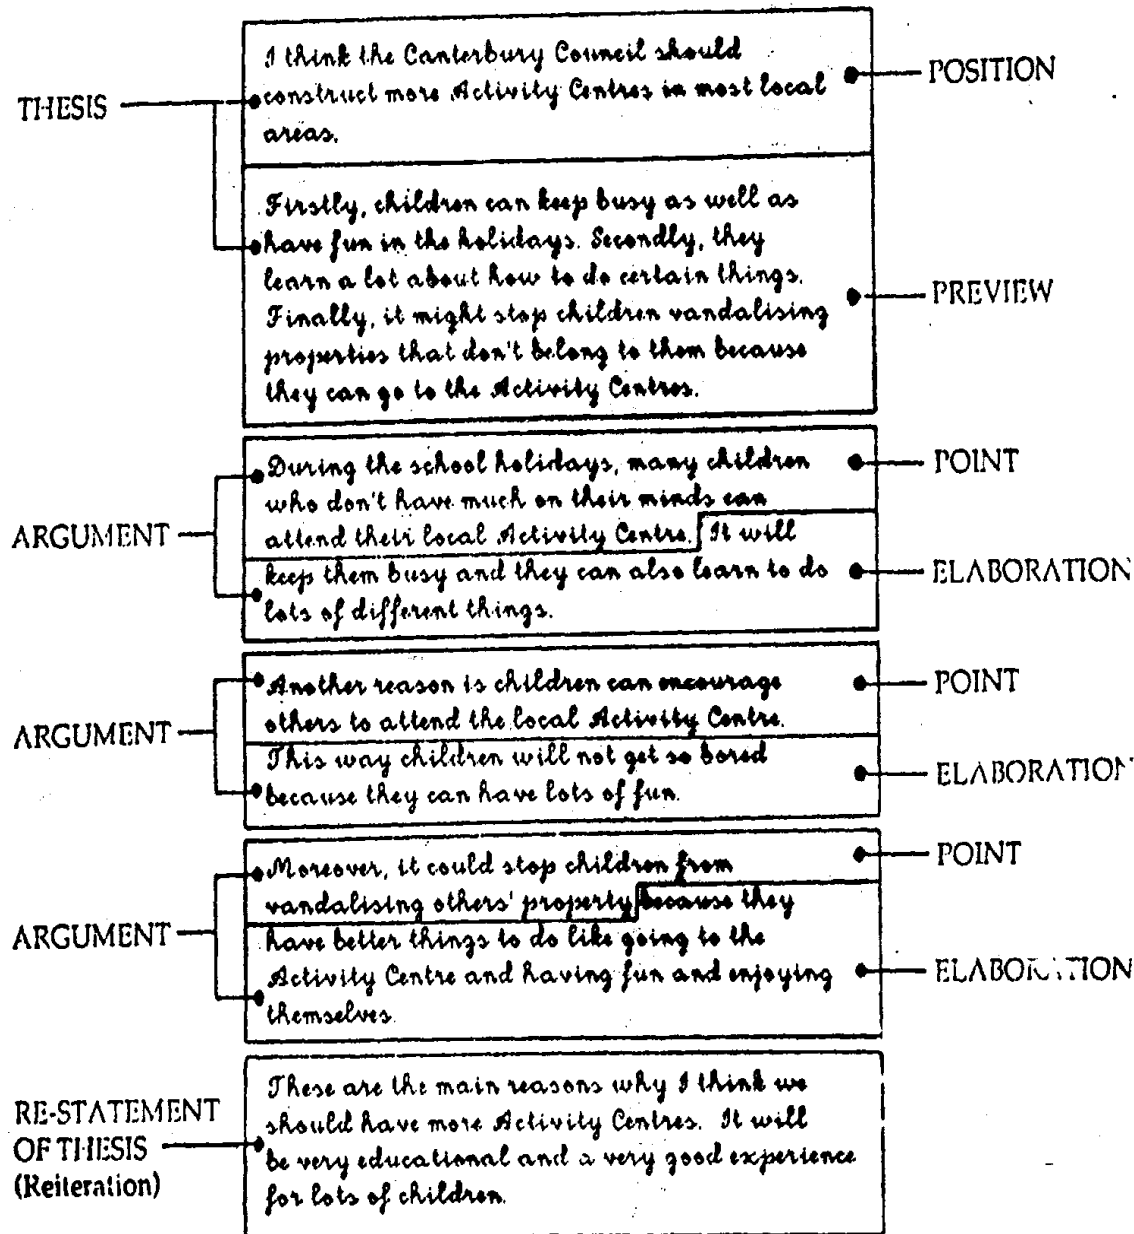 THESIS
I think the Canterbury Council should
construct more Activity Centres in most local
areas.
POSITION
Firstly, children can keep busy as well as
have fun in the holidays. Secondly, they
learn a lot about how to do certain things.
Finally, it might stop children vandalising
properties that don't belong to them because
they can go to the Activity Centres.
PREVIEW
ARGUMENT
During the school holidays, many children
who don't have much on their minds can
attend their local Activity Centre. It will
keep them busy and they can also learn to do
lots of different things.
POINT
ELABORATION
ARGUMENT
Another reason is children can encourage
others to attend the local Activity Centre.
This way children will not get so bored
because they can have lots of fun.
POINT
ELABORATION
ARGUMENT
Moreover, it could stop children from
vandalising others' property because they
have better things to do like going to the
Activity Centre and having fun and enjoying
themselves.
POINT
ELABORATION
RE-STATEMENT
OF THESIS
(Reiteration)
These are the main reasons why I think we
should have more Activity Centres. It will
be very educational and a very good experience
for lots of children.